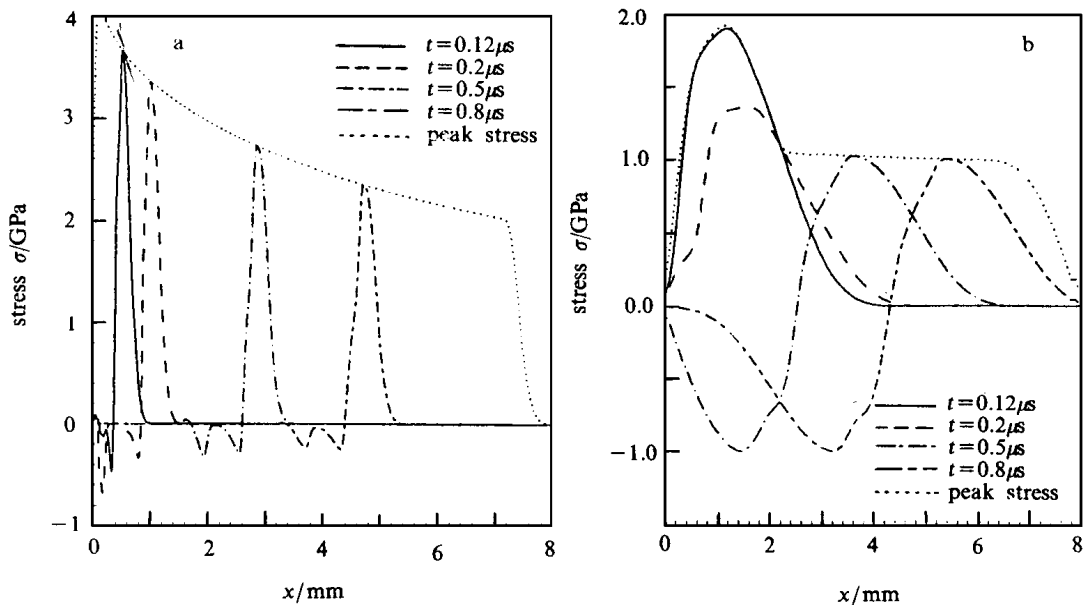 a
t=0.12μs
t=0.2μs
t=0.5μs
t=0.8μs
peak stress
4
3
2
1
0
−1
stress σ/GPa
0
2
4
6
8
x/mm
b
2.0
1.0
0.0
−1.0
stress σ/GPa
t=0.12μs
t=0.2μs
t=0.5μs
t=0.8μs
peak stress
0
2
4
6
8
x/mm